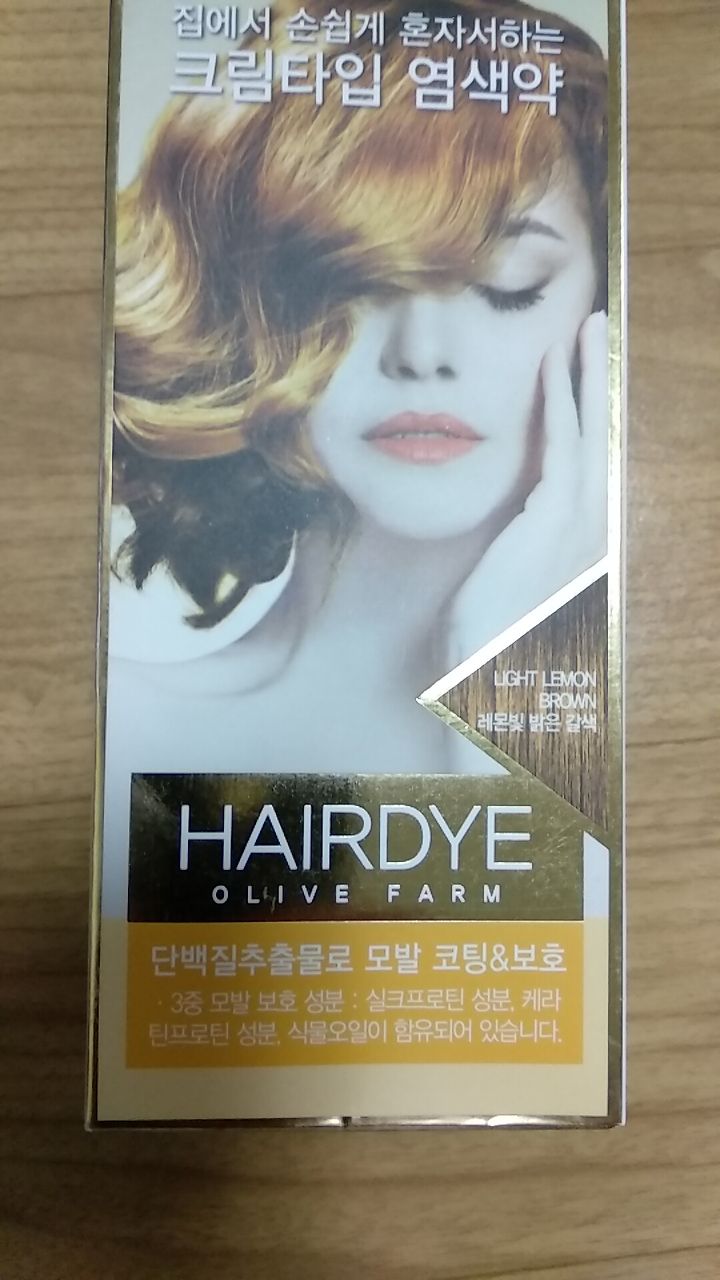 집에서 손쉽게 혼자서하는
크림타입 염색약
LIGHT LEMON
BROWN
레몬빛 밝은 갈색
HAIRDYE
OLIVE FARM
단백질추출물로 모발 코팅&보호
· 3중 모발 보호 성분 : 실크프로틴 성분, 케라
틴프로틴 성분, 식물오일이 함유되어 있습니다.